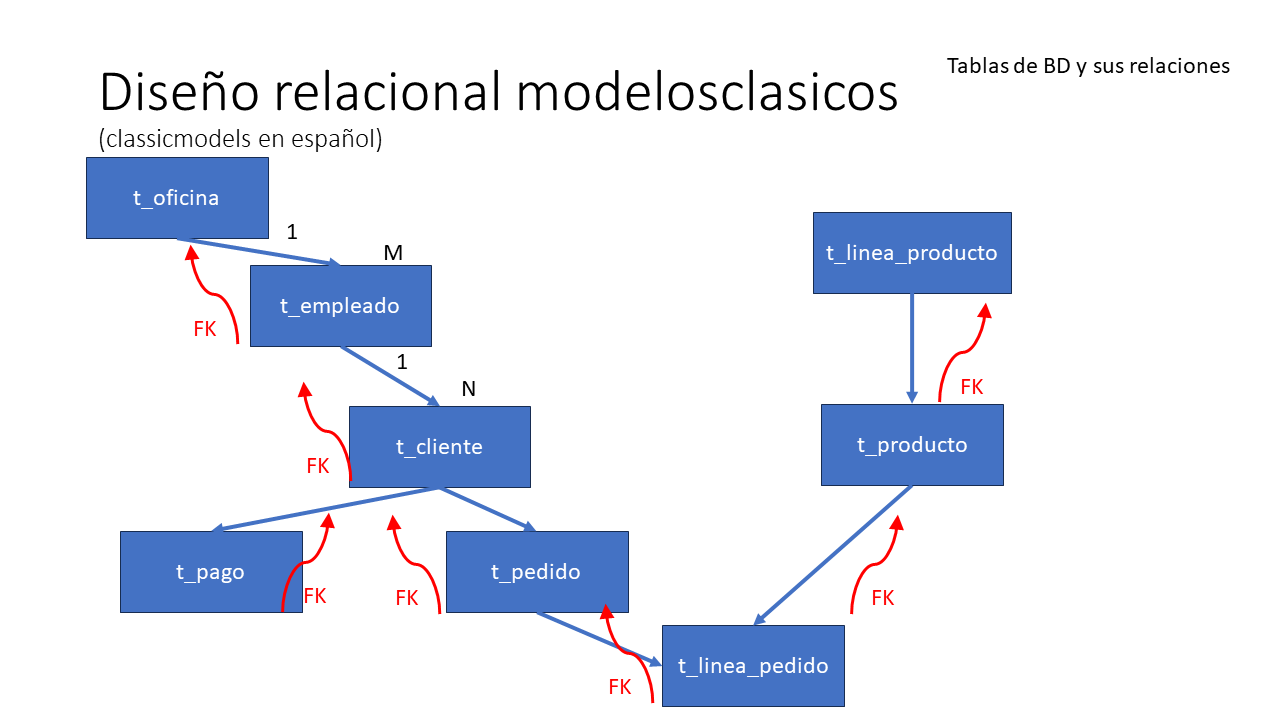 Tablas de BD y sus relaciones
Diseño relacional modelosclasicos
(classicmodels en español)
t_oficina
1
M
t_linea_producto
t_empleado
FK
1
FK
N
t_cliente
t_producto
FK
t_pago
t_pedido
FK
FK
FK
t_linea_pedido
FK